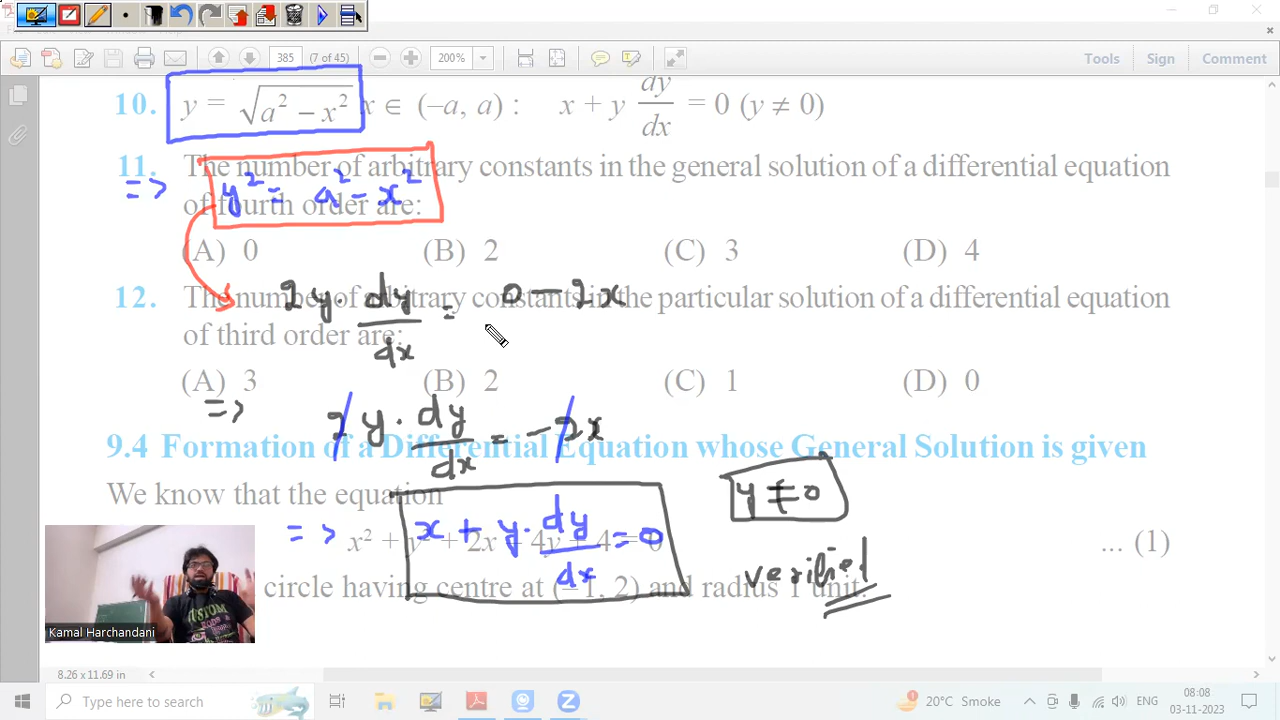 385 (7 of 45) 200% Tools Sign Comment
10. y = √a² – x² x ∈ (–a, a) : x + y dy/dx = 0 (y ≠ 0)
11. The number of arbitrary constants in the general solution of a differential equation
=> y² = a² – x²
of fourth order are:
(A) 0 (B) 2 (C) 3 (D) 4
12. The number of arbitrary constants in the particular solution of a differential equation
2y. dy/dx = 0 – 2x
of third order are:
(A) 3 (B) 2 (C) 1 (D) 0
=> 2 y. dy/dx = – 2x
9.4 Formation of a Differential Equation whose General Solution is given
We know that the equation
y ≠ 0
=> x + y. dy/dx = 0
x² + y² + 2x – 4y + 4 = 0 ... (1)
verified
circle having centre at (–1, 2) and radius 1 unit.
Kamal Harchandani
8.26 x 11.69 in
Type here to search
20°C Smoke ENG 08:08
03-11-2023